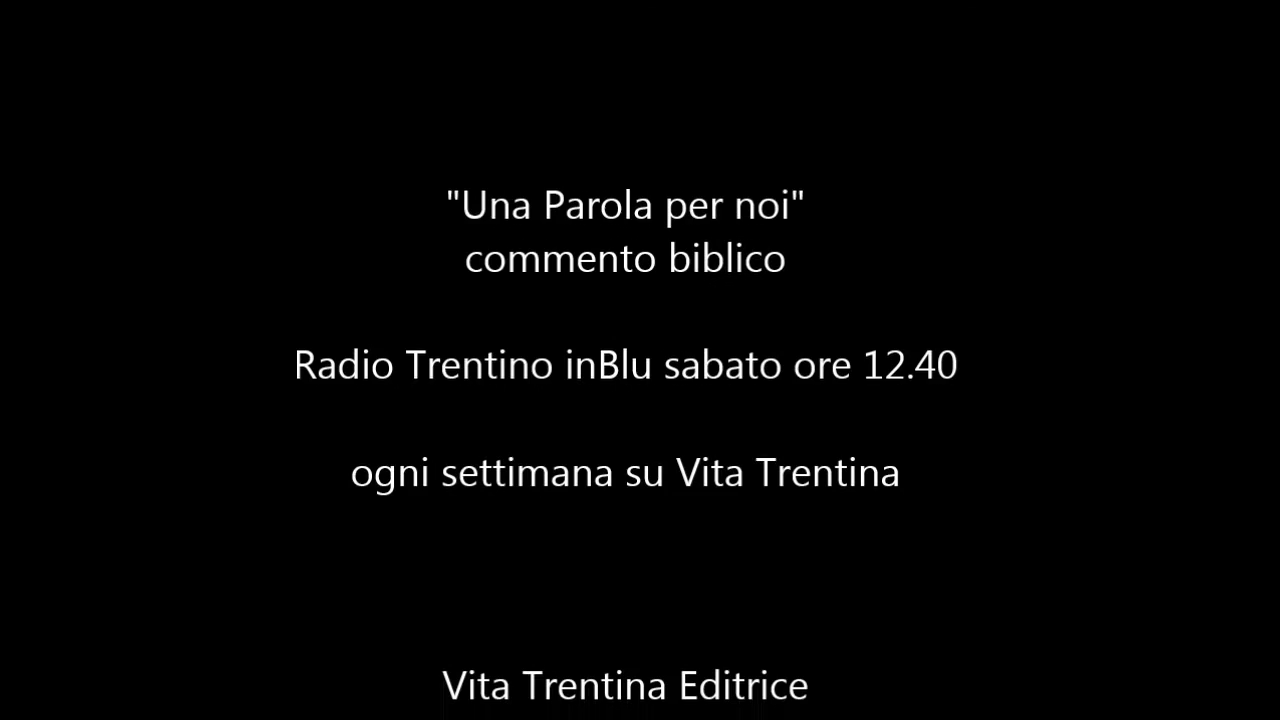 "Una Parola per noi"
commento biblico
Radio Trentino inBlu sabato ore 12.40
ogni settimana su Vita Trentina
Vita Trentina Editrice